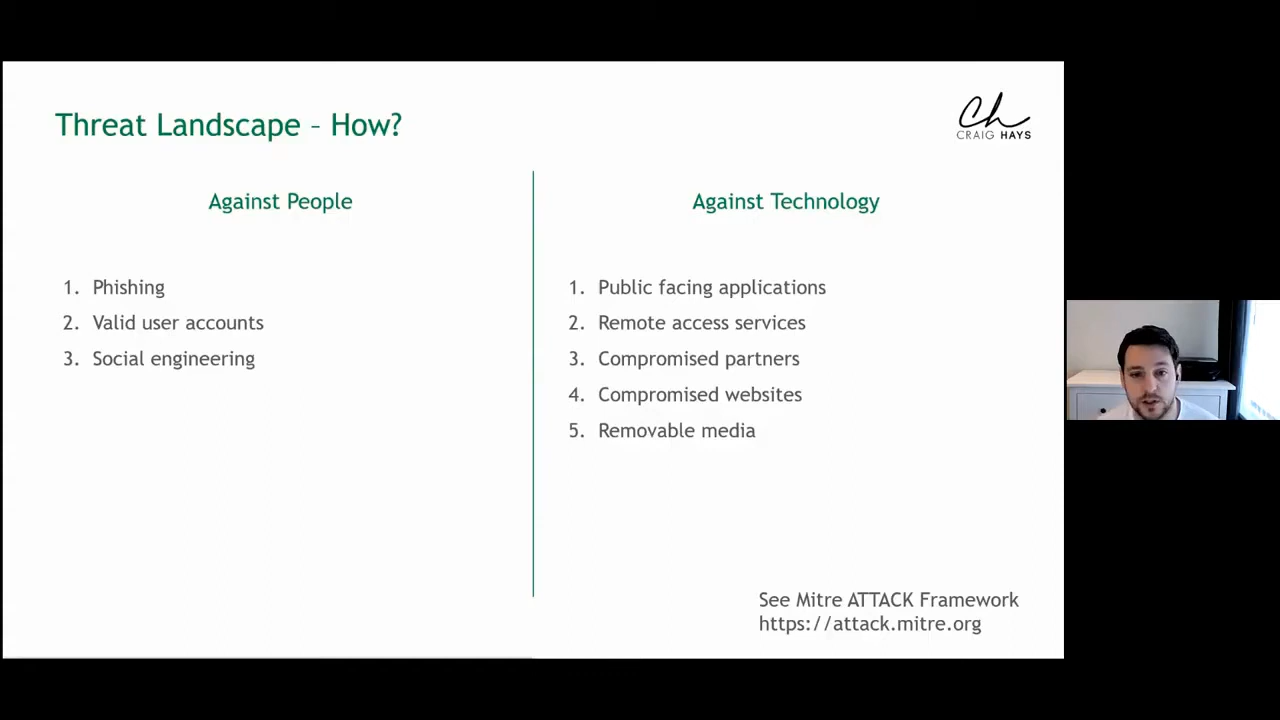 Threat Landscape – How?
Ch
CRAIG HAYS
Against People
1. Phishing
2. Valid user accounts
3. Social engineering
Against Technology
1. Public facing applications
2. Remote access services
3. Compromised partners
4. Compromised websites
5. Removable media
See Mitre ATTACK Framework
https://attack.mitre.org